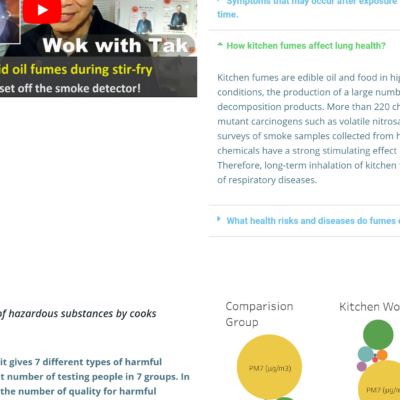 Wok with Tak
id oil fumes during stir-fry
set off the smoke detector!
Symptoms that may occur after exposure
time.
How kitchen fumes affect lung health?
Kitchen fumes are edible oil and food in hi
conditions, the production of a large numb
decomposition products. More than 220 ch
mutant carcinogens such as volatile nitrosa
surveys of smoke samples collected from h
chemicals have a strong stimulating effect
Therefore, long-term inhalation of kitchen
of respiratory diseases.
What health risks and diseases do fumes
of hazardous substances by cooks
it gives 7 different types of harmful
t number of testing people in 7 groups. In
the number of quality for harmful
Comparision
Group
PM7 (µg/m3)
Kitchen Wo
PM7 (µg/m